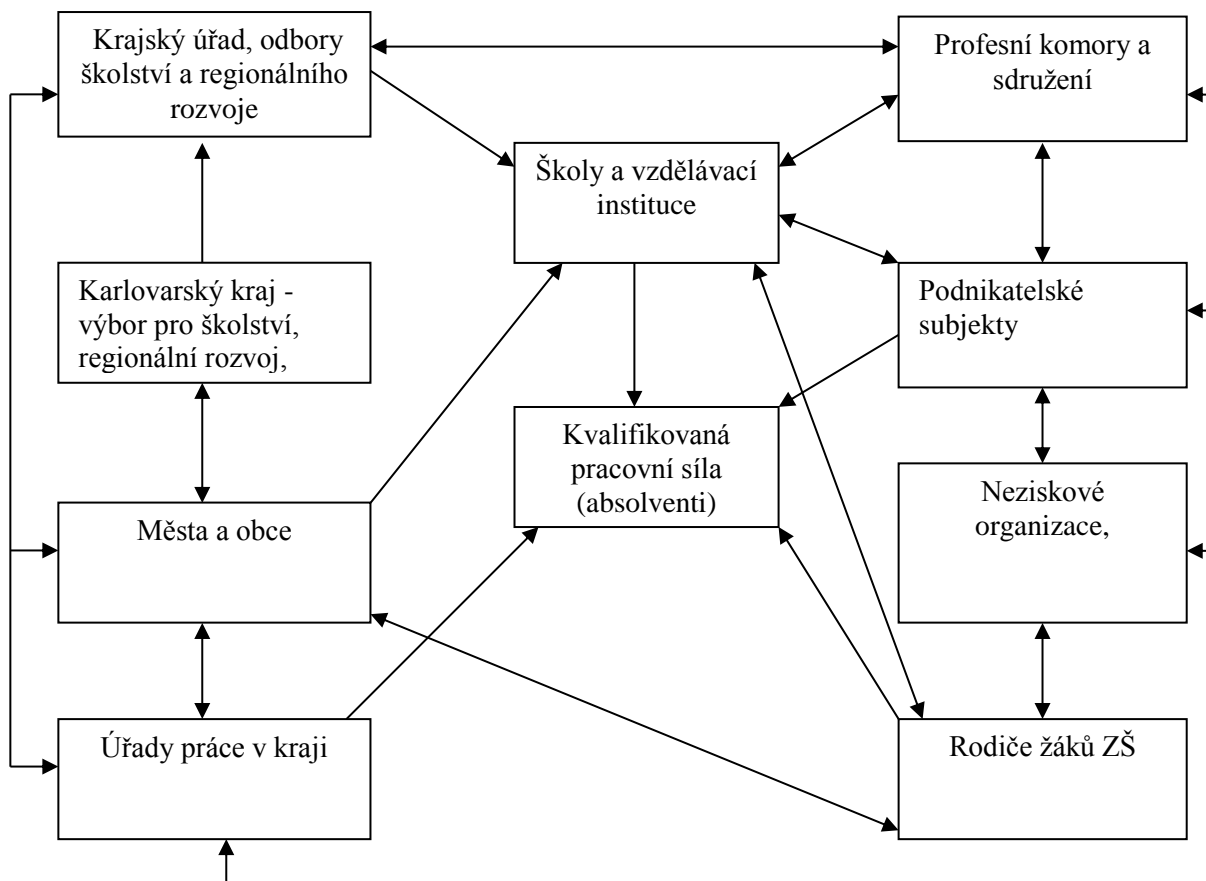 Krajský úřad, odbory
školství a regionálního
rozvoje
Profesní komory a
sdružení
Školy a vzdělávací
instituce
Karlovarský kraj -
výbor pro školství,
regionální rozvoj,
Podnikatelské
subjekty
Kvalifikovaná
pracovní síla
(absolventi)
Neziskové
organizace,
Města a obce
Úřady práce v kraji
Rodiče žáků ZŠ